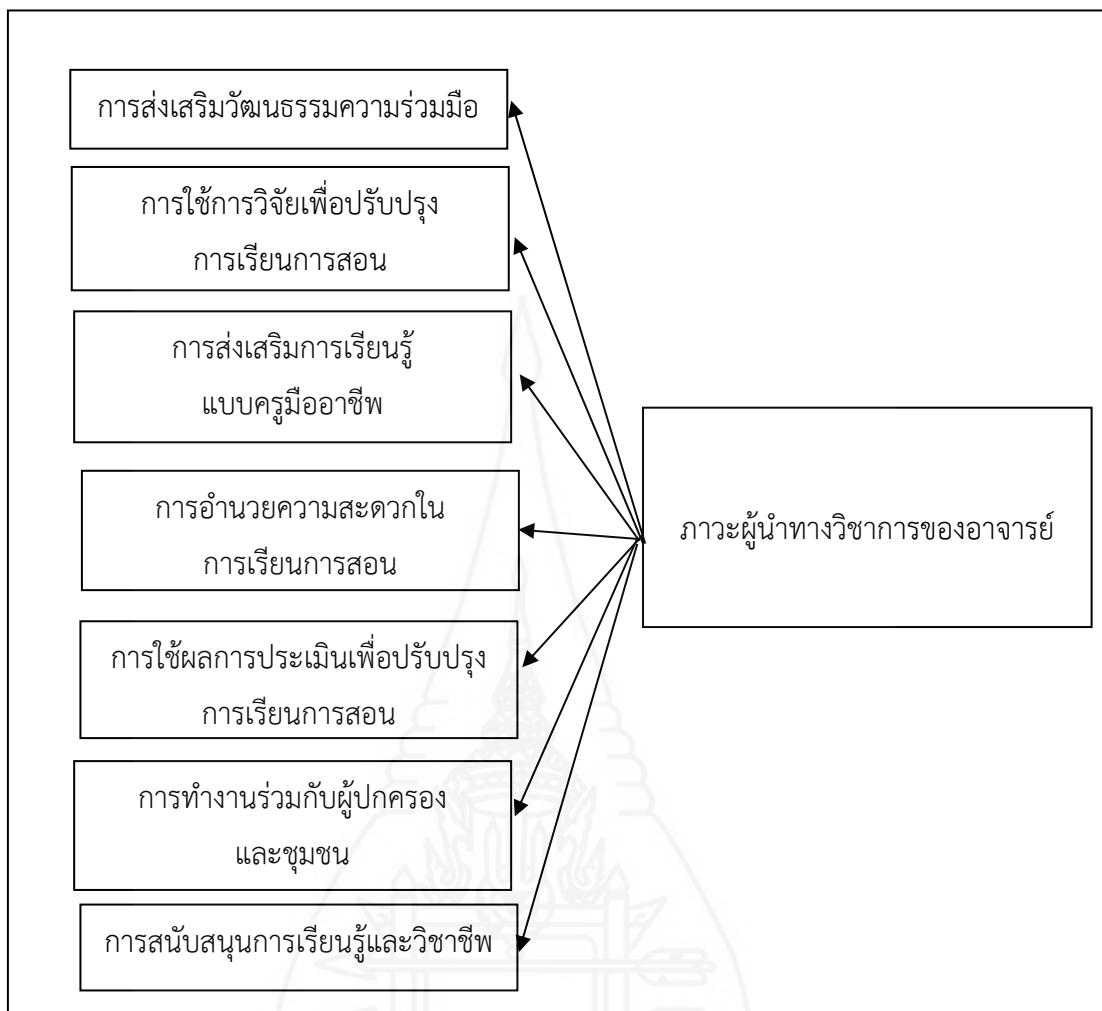 การส่งเสริมวัฒนธรรมความร่วมมือ
การใช้การวิจัยเพื่อปรับปรุง
การเรียนการสอน
การส่งเสริมการเรียนรู้
แบบครูมืออาชีพ
การอำนวยความสะดวกใน
การเรียนการสอน
การใช้ผลการประเมินเพื่อปรับปรุง
การเรียนการสอน
การทำงานร่วมกับผู้ปกครอง
และชุมชน
การสนับสนุนการเรียนรู้และวิชาชีพ
ภาวะผู้นำทางวิชาการของอาจารย์